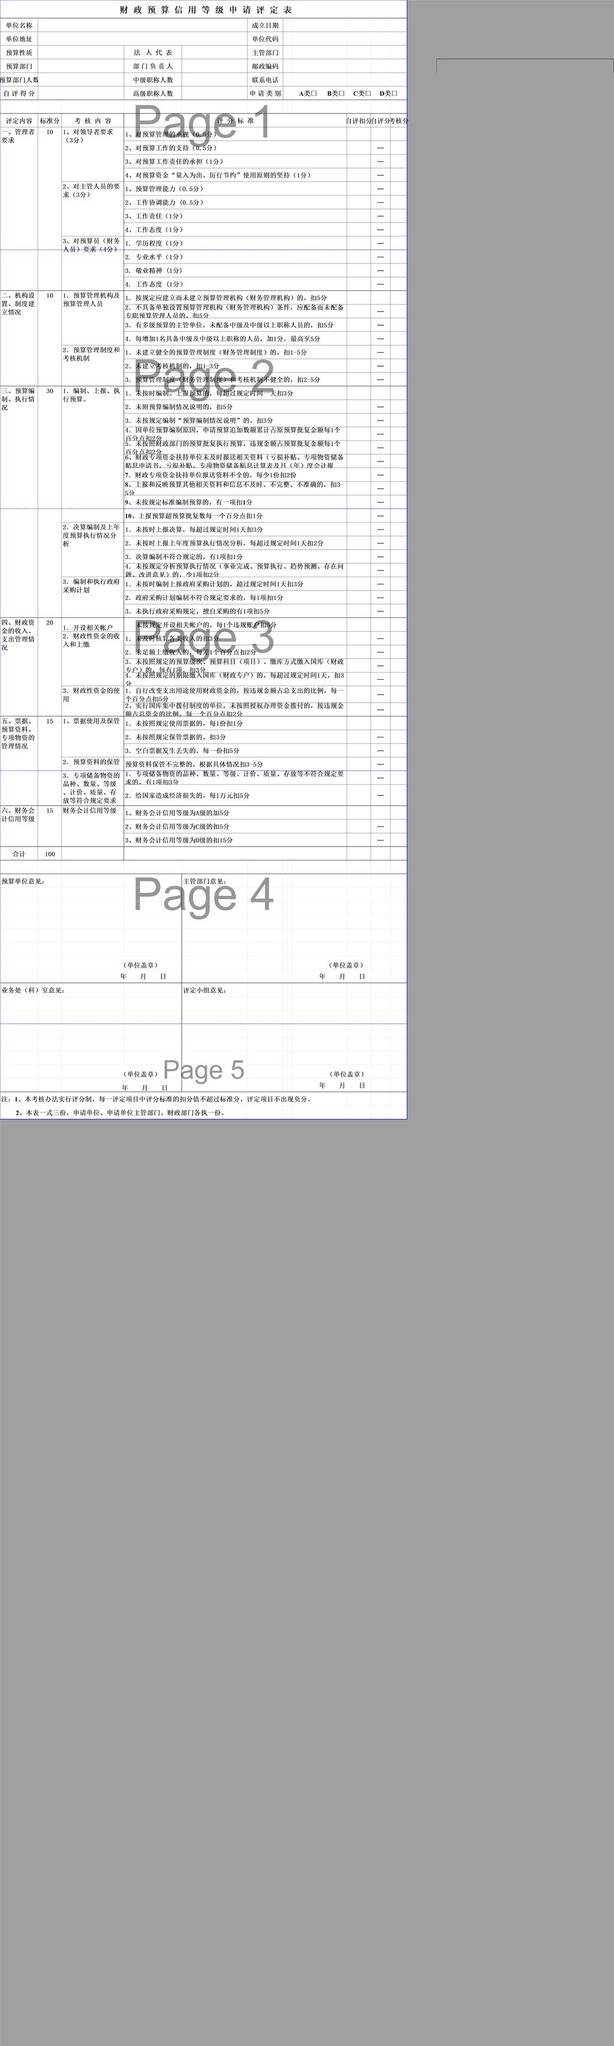 财政预算信用等级申请评定表
单位名称 成立日期
单位地址 单位代码
预算性质 法人代表 主管部门
预算部门 部门负责人 邮政编码
预算部门人数 中级职称人数 联系电话
自评得分 高级职称人数 申请类别 A类□ B类□ C类□ D类□
Page 1
评定内容 标准分 考核内容 评分标准 自评扣分 自评分 考核分
一、管理者要求 10 1、对领导者要求（3分） 1、对预算管理的重视（0.5分）
2、对预算工作的支持（0.5分） —
3、对预算工作责任的承担（1分） —
4、对预算资金“量入为出、厉行节约”使用原则的坚持（1分） —
2、对主管人员的要求（3分） 1、预算管理能力（0.5分） —
2、工作协调能力（0.5分） —
3、工作责任（1分） —
4、工作态度（1分） —
3、对预算员（财务人员）要求（4分） 1. 学历程度（1分） —
2. 专业水平（1分） —
3. 敬业精神（1分） —
4. 工作态度（1分） —
二、机构设置、制度建立情况 10 1. 预算管理机构及预算管理人员 1. 按规定应建立而未建立预算管理机构（财务管理机构）的，扣5分 —
2. 不具备单独设置预算管理机构（财务管理机构）条件，应配备而未配备专职预算管理人员的、扣5分 —
3. 有多级预算的主管单位，未配备中级及中级以上职称人员的，扣5分 —
4. 每增加1名具备中级及中级以上职称的人员，加1分，最高至5分 —
2. 预算管理制度和考核机制 1. 未建立健全的预算管理制度（财务管理制度）的，扣1-5分 —
2. 未建立考核机制的，扣1-3分 —
Page 2
3. 预算管理制度（财务管理制度）和考核机制不健全的，扣2-5分 —
三、预算编制、执行情况 30 1. 编制、上报、执行预算。 1. 未按时编制、上报预算的，每超过规定时间一天扣3分 —
2. 未附预算编制情况说明的，扣5分 —
3. 未按规定编制“预算编制情况说明”的，扣3分 —
4. 因单位预算编制原因，申请预算追加数额累计占原预算批复金额每1个百分点扣2分 —
5. 未按照财政部门的预算批复执行预算，违规金额占预算批复金额每1个百分点扣2分 —
6. 财政专项资金扶持单位未及时报送相关资料（亏损补贴、专项物资储备贴息申请书、亏损补贴、专项物资储备贴息计算表及月（年）度会计报 —
7. 财政专项资金扶持单位报送资料不全的，每少1份扣2份 —
8、上报和反映预算其他相关资料和信息不及时、不完整、不准确的，扣3-5分 —
9、未按规定标准编制预算的，有一项扣1分 —
10、上报预算超预算批复数每一个百分点扣1分 —
2. 决算编制及上年度预算执行情况分析 1. 未按时上报决算，每超过规定时间1天扣3分 —
2. 未按时上报上年度预算执行情况分析，每超过规定时间1天扣2分 —
3. 决算编制不符合规定的，有1项扣1分 —
4. 未按规定分析预算执行情况（事业完成、预算执行、趋势预测，存在问题、改进意见）的，少1项扣2分 —
3. 编制和执行政府采购计划 1. 未按时编制上报政府采购计划的，超过规定时间1天扣3分 —
2. 政府采购计划编制不符合规定要求的，每1项扣1分 —
3. 未执行政府采购规定，擅自采购的有1项扣5分 —
四、财政资金的收入、支出管理情况 20 1. 开设相关帐户 未按规定开设相关帐户的，每1个违规帐户扣5分 —
Page 3
2. 财政性资金的收入和上缴 1. 未及时核算各类收入的扣3分 —
2. 未足额上缴收入的，每差1个百分点扣2分 —
3. 未按照规定的预算级次、预算科目（项目）、缴库方式缴入国库（财政专户）的，每有1项、扣3分 —
4. 未按照规定的期限缴入国库（财政专户）的，每超过规定时间1天，扣3分 —
3. 财政性资金的使用 1. 自行改变支出用途使用财政资金的，按违规金额占总支出的比例，每一个百分点扣5分 —
2. 实行国库集中拨付制度的单位，未按照授权办理资金拨付的，按违规金额占总资金的比例，每一个百分点扣2分 —
五、票据、预算资料、专项物资的管理情况 15 1、票据使用及保管 1. 未按照规定使用票据的，每1份扣1分 —
2. 未按照规定保管票据的，扣3分 —
3. 空白票据发生丢失的，每一份扣5分 —
2. 预算资料的保管 预算资料保管不完整的，根据具体情况扣3-5分 —
3. 专项储备物资的品种、数量、等级、计价、质量、存放等符合规定要求 1. 专项储备物资的品种、数量、等级、计价、质量、存放等不符合规定要求的，有1项扣3分 —
2. 给国家造成经济损失的，每1万元扣5分 —
六、财务会计信用等级 15 财务会计信用等级 1、财务会计信用等级为A级的加5分
2、财务会计信用等级为C级的扣5分 —
3、财务会计信用等级为D级的扣15分 —
合计 100 —
预算单位意见： 主管部门意见：
Page 4
（单位盖章） （单位盖章）
年 月 日 年 月 日
业务处（科）室意见： 评定小组意见：
（单位盖章） Page 5 （单位盖章）
年 月 日 年 月 日
注：1、本考核办法实行评分制，每一评定项目中评分标准的扣分值不超过标准分，评定项目不出现负分。
2、本表一式三份，申请单位、申请单位主管部门、财政部门各执一份。